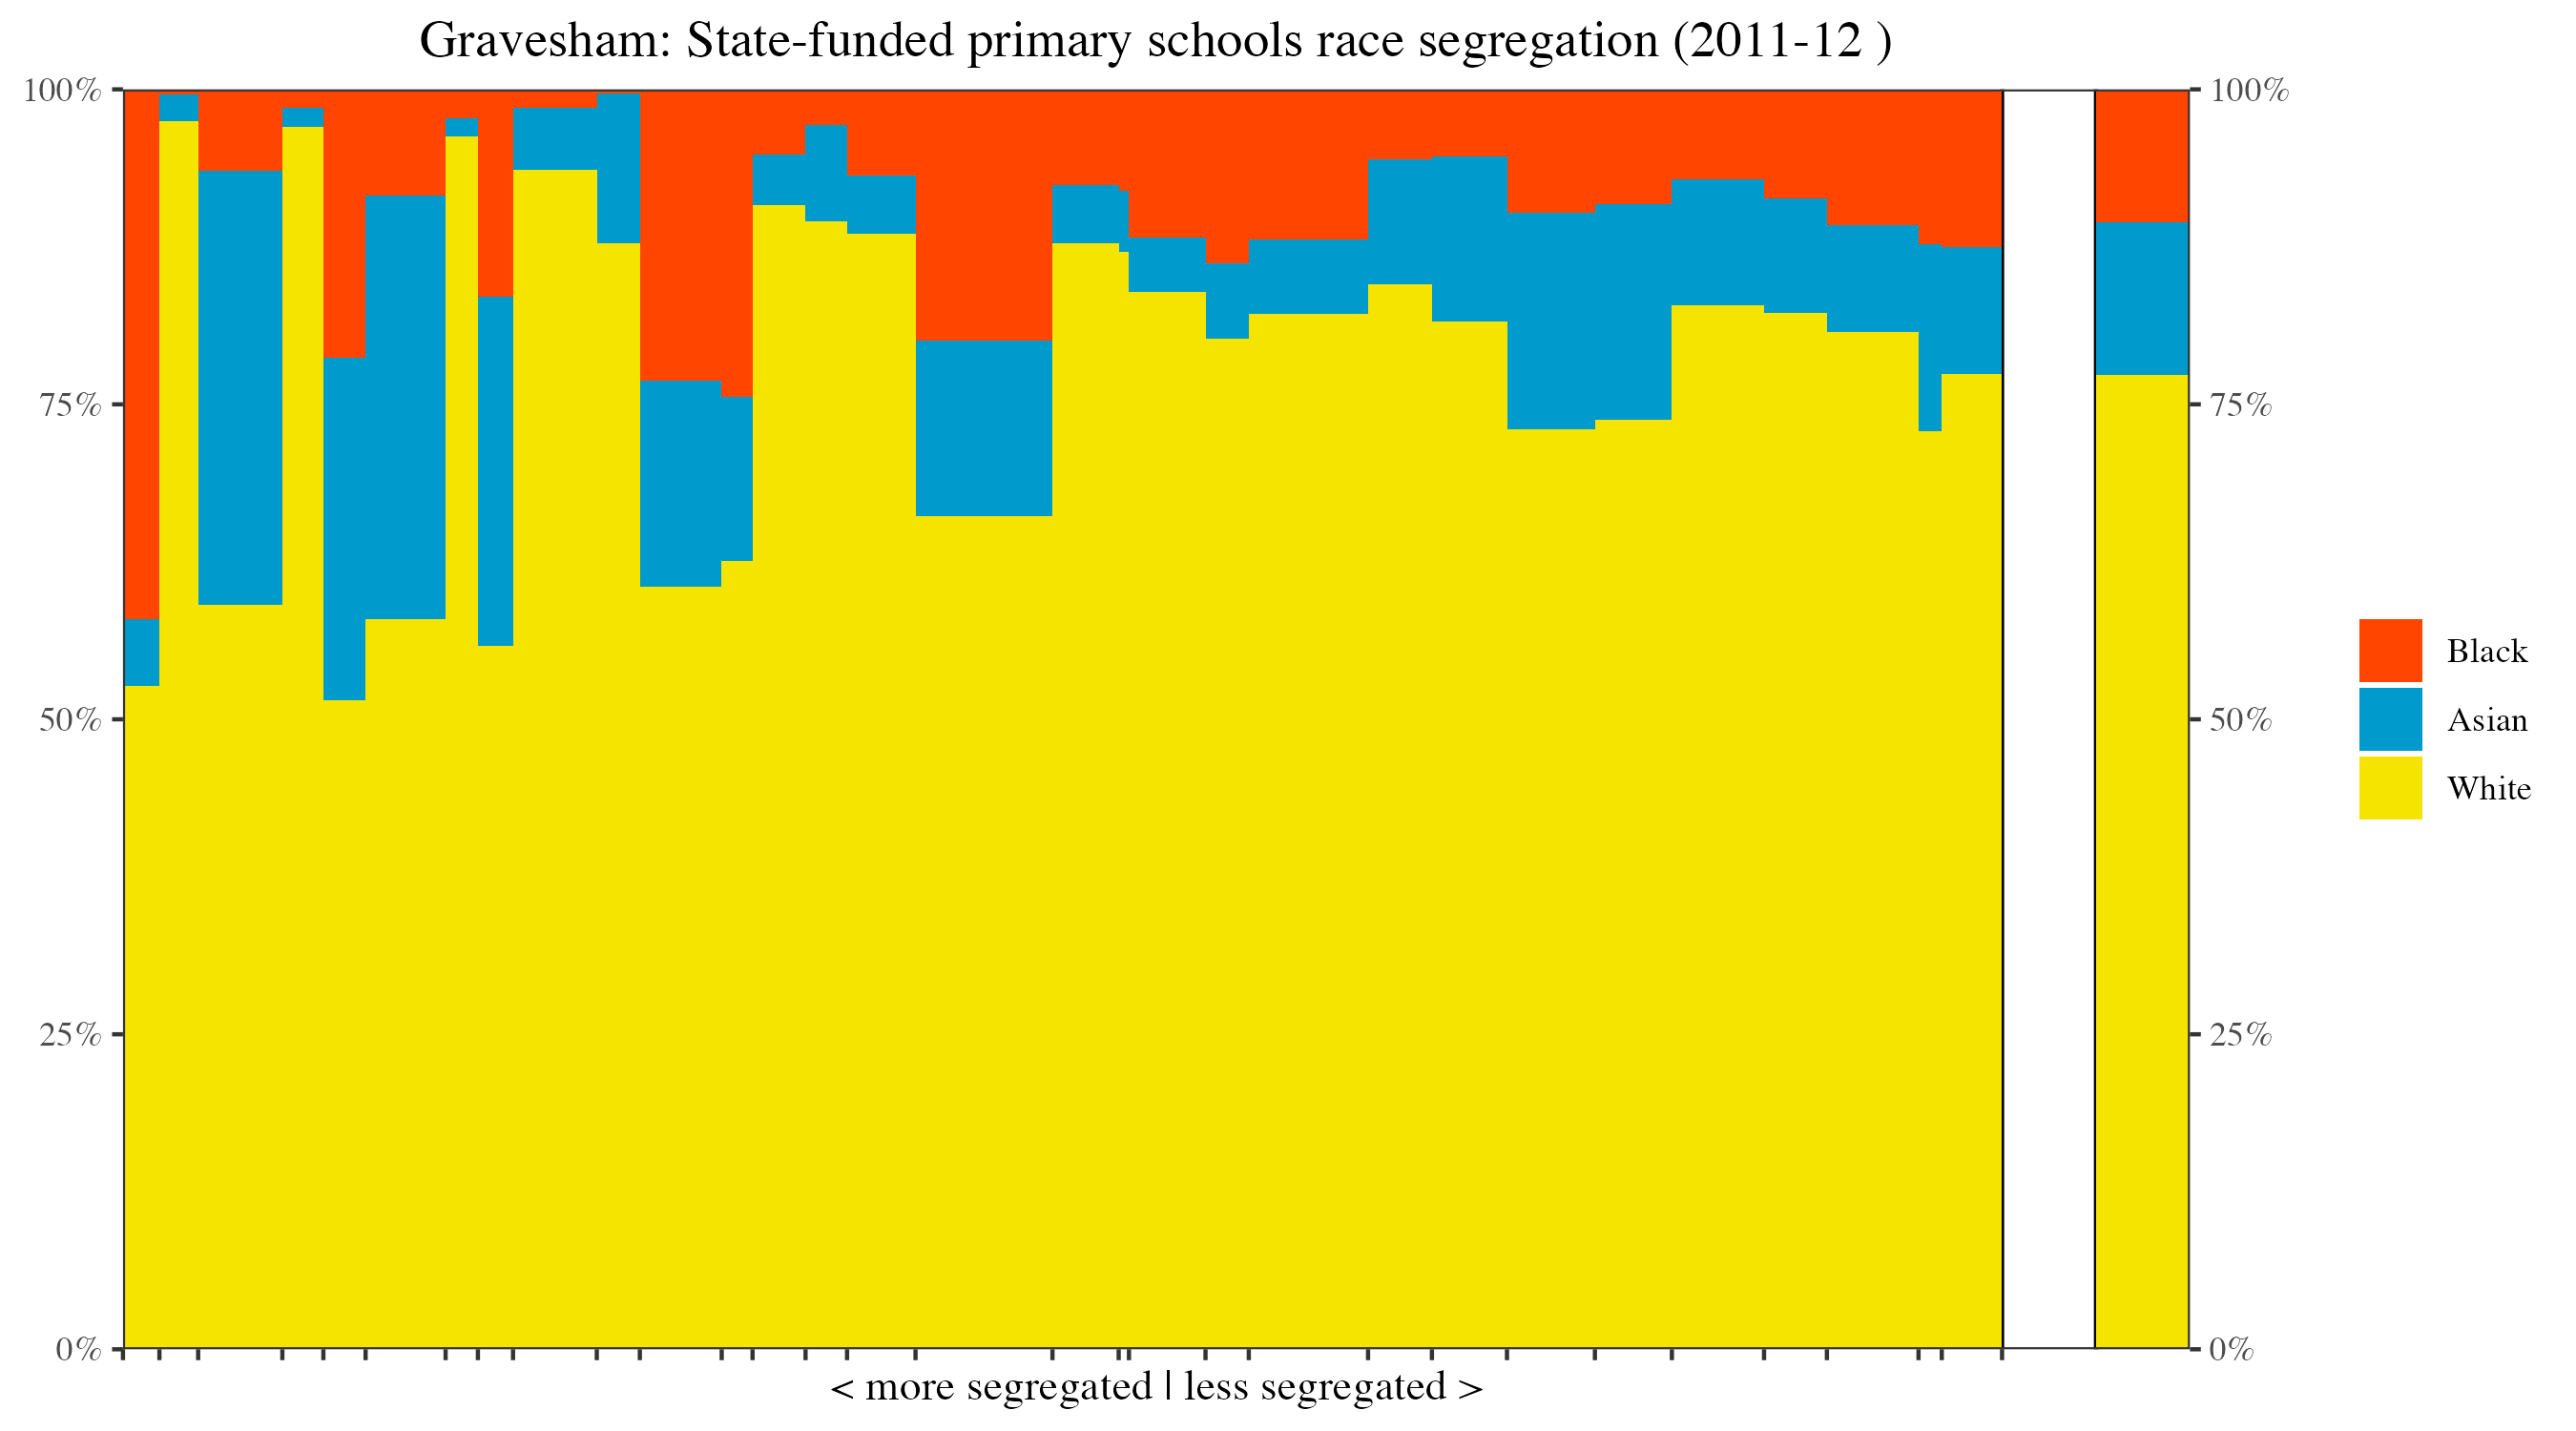 Gravesham: State-funded primary schools race segregation (2011-12 )
100%
75%
50%
25%
0%
100%
75%
50%
25%
0%
Black
Asian
White
< more segregated | less segregated >